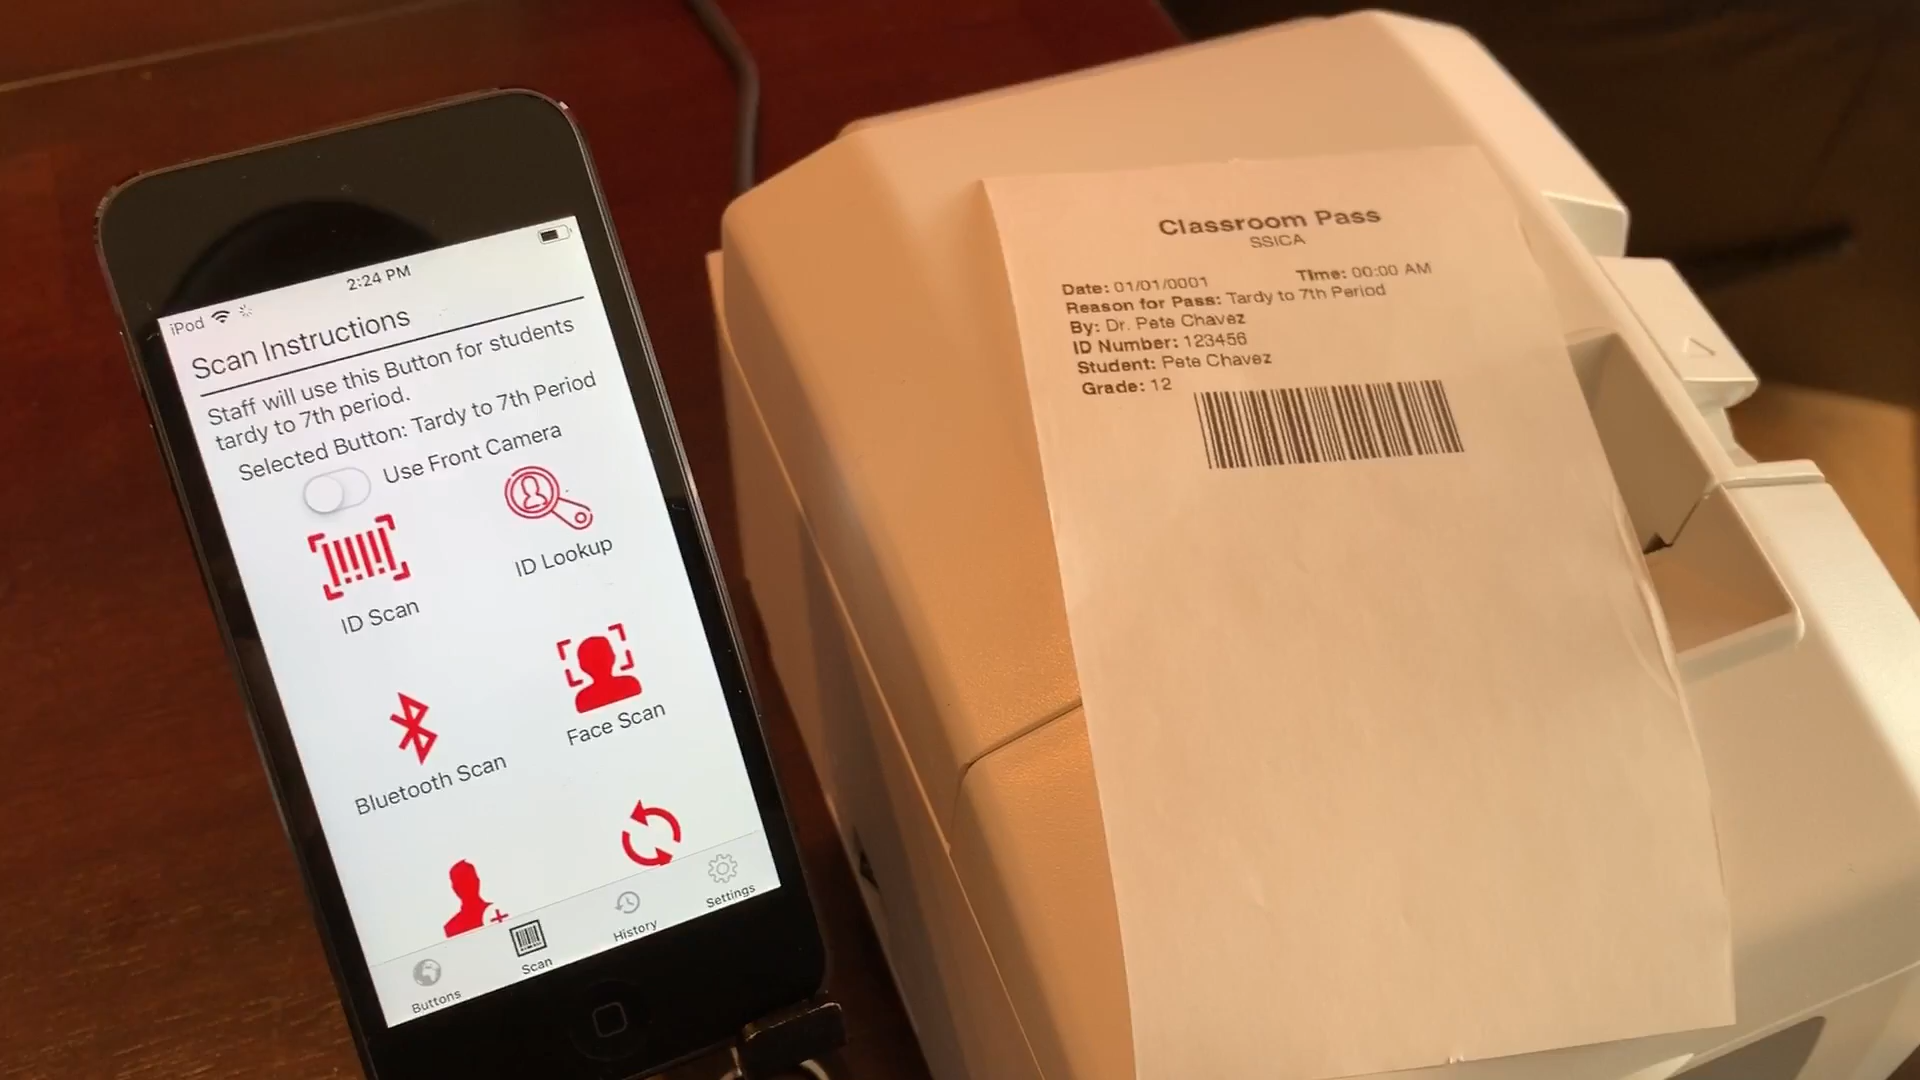 iPod
2:24 PM
Scan Instructions
Staff will use this Button for students
tardy to 7th period.
Selected Button: Tardy to 7th Period
Use Front Camera
ID Scan
ID Lookup
Bluetooth Scan
Face Scan
Buttons
Scan
History
Settings
Classroom Pass
SSICA
Date: 01/01/0001 Time: 00:00 AM
Reason for Pass: Tardy to 7th Period
By: Dr. Pete Chavez
ID Number: 123456
Student: Pete Chavez
Grade: 12